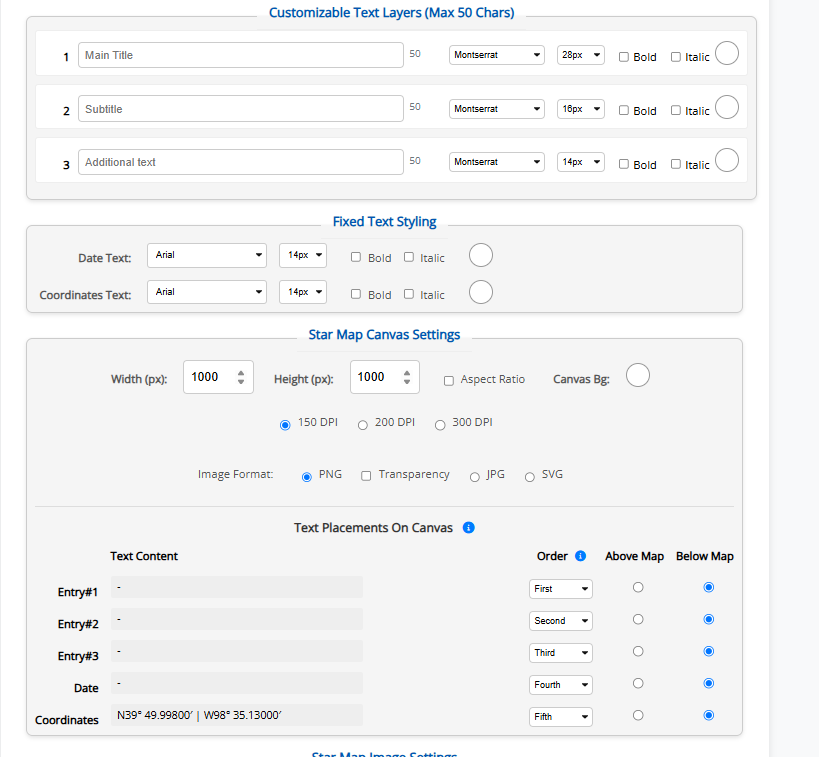 Customizable Text Layers (Max 50 Chars)
1 Main Title 50 Montserrat 28px Bold Italic
2 Subtitle 50 Montserrat 16px Bold Italic
3 Additional text 50 Montserrat 14px Bold Italic
Fixed Text Styling
Date Text: Arial 14px Bold Italic
Coordinates Text: Arial 14px Bold Italic
Star Map Canvas Settings
Width (px): 1000 Height (px): 1000 Aspect Ratio Canvas Bg:
150 DPI 200 DPI 300 DPI
Image Format: PNG Transparency JPG SVG
Text Placements On Canvas i
Text Content Order i Above Map Below Map
Entry#1 - First
Entry#2 - Second
Entry#3 - Third
Date - Fourth
Coordinates N39° 49.99800′ | W98° 35.13000′ Fifth
Star Map Image Settings